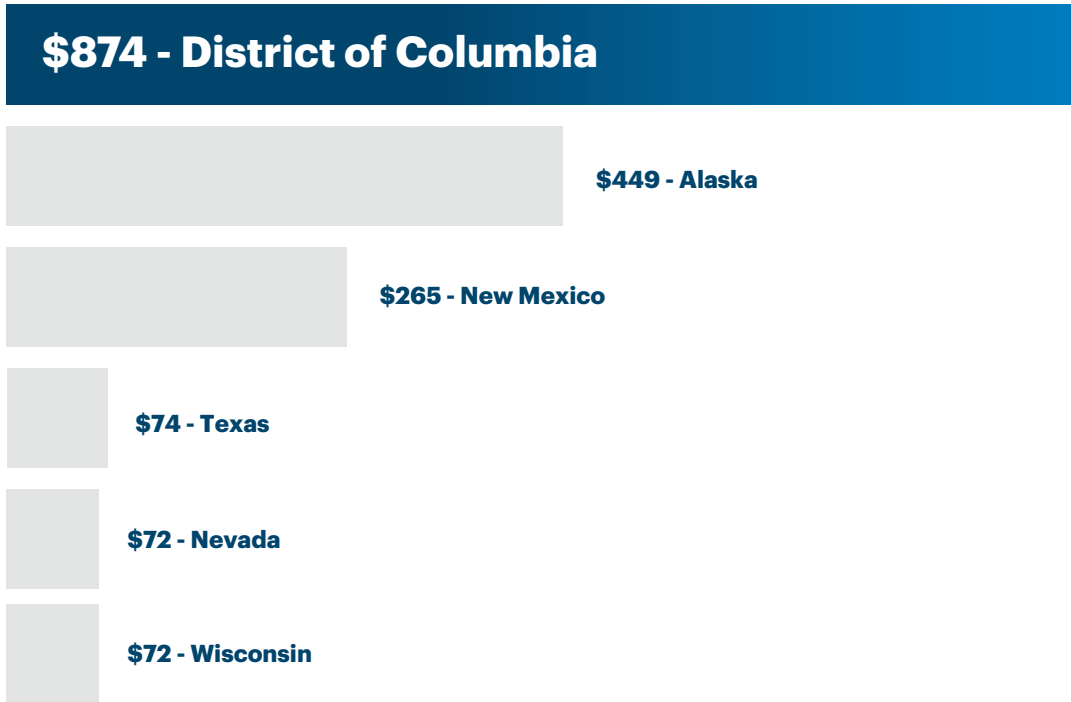 $874 - District of Columbia
$449 - Alaska
$265 - New Mexico
$74 - Texas
$72 - Nevada
$72 - Wisconsin